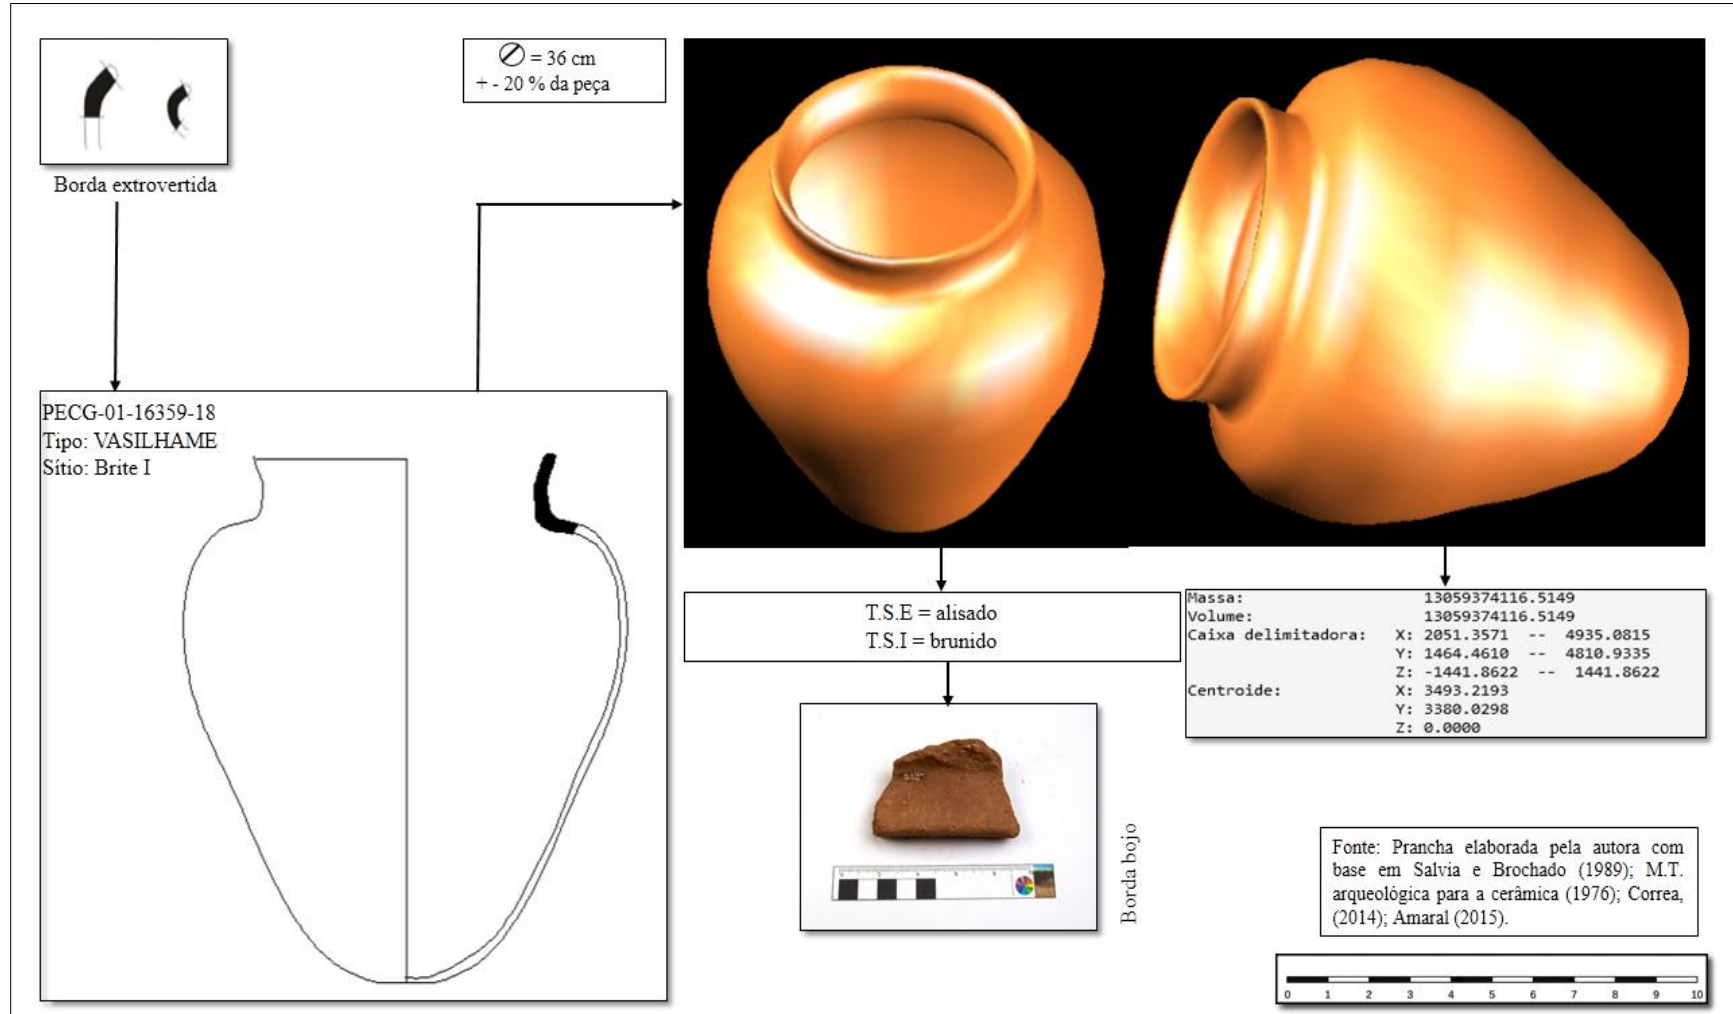 = 36 cm
+ - 20 % da peça
Borda extrovertida
PECG-01-16359-18
Tipo: VASILHAME
Sítio: Brite I
T.S.E = alisado
T.S.I = brunido
Massa: 13059374116.5149
Volume: 13059374116.5149
Caixa delimitadora: X: 2051.3571 -- 4935.0815
Y: 1464.4610 -- 4810.9335
Z: -1441.8622 -- 1441.8622
Centroide: X: 3493.2193
Y: 3380.0298
Z: 0.0000
Borda bojo
Fonte: Prancha elaborada pela autora com
base em Salvia e Brochado (1989); M.T.
arqueológica para a cerâmica (1976); Correa,
(2014); Amaral (2015).
0 1 2 3 4 5 6 7 8 9 10